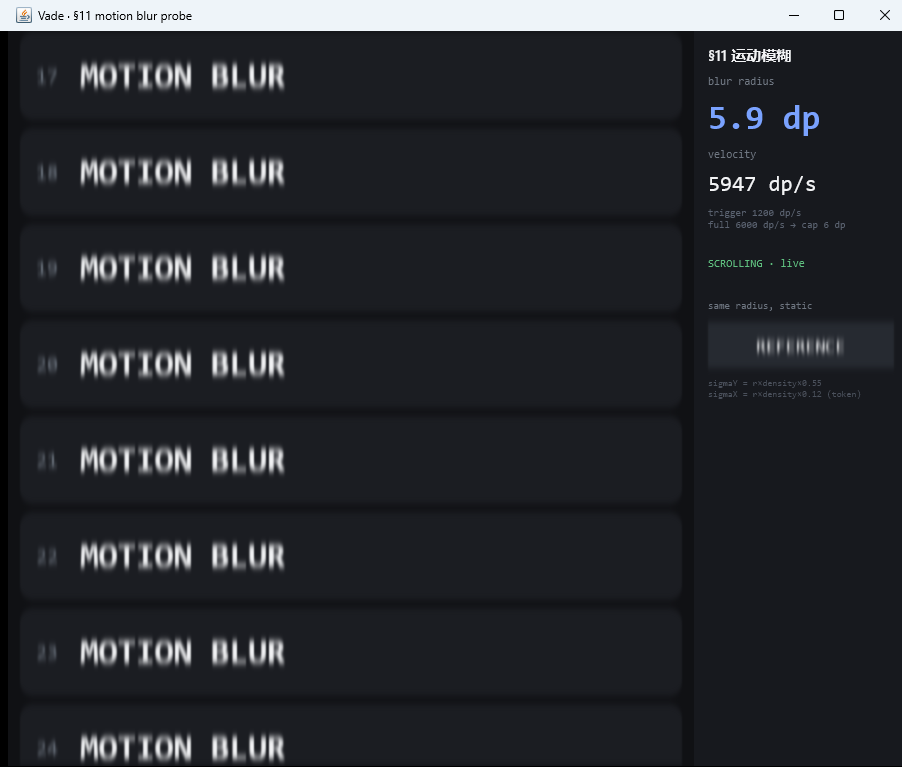 Vade · §11 motion blur probe
17 MOTION BLUR
18 MOTION BLUR
19 MOTION BLUR
20 MOTION BLUR
21 MOTION BLUR
22 MOTION BLUR
23 MOTION BLUR
24 MOTION BLUR
§11 运动模糊
blur radius
5.9 dp
velocity
5947 dp/s
trigger 1200 dp/s
full 6000 dp/s → cap 6 dp
SCROLLING · live
same radius, static
REFERENCE
sigmaY = r×density×0.55
sigmaX = r×density×0.12 (token)